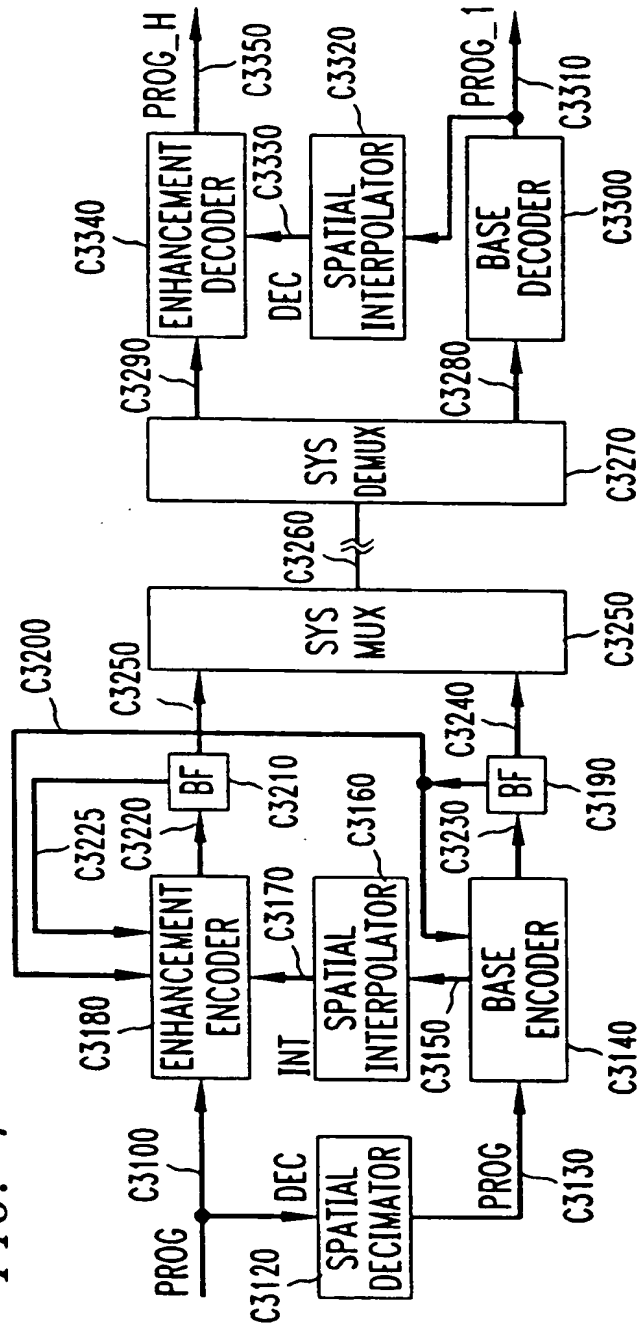 PROG
C3100
DEC
C3120
SPATIAL
DECIMATOR
PROG
C3130
C3180
ENHANCEMENT
ENCODER
INT
C3170
SPATIAL
INTERPOLATOR
C3160
C3150
BASE
ENCODER
C3140
C3225
C3220
BF
C3210
C3200
C3250
C3230
BF
C3190
C3240
SYS
MUX
C3250
C3260
SYS
DEMUX
C3270
C3290
C3280
C3340
ENHANCEMENT
DECODER
PROG_H
C3350
DEC
C3330
SPATIAL
INTERPOLATOR
C3320
BASE
DECODER
C3300
PROG_1
C3310